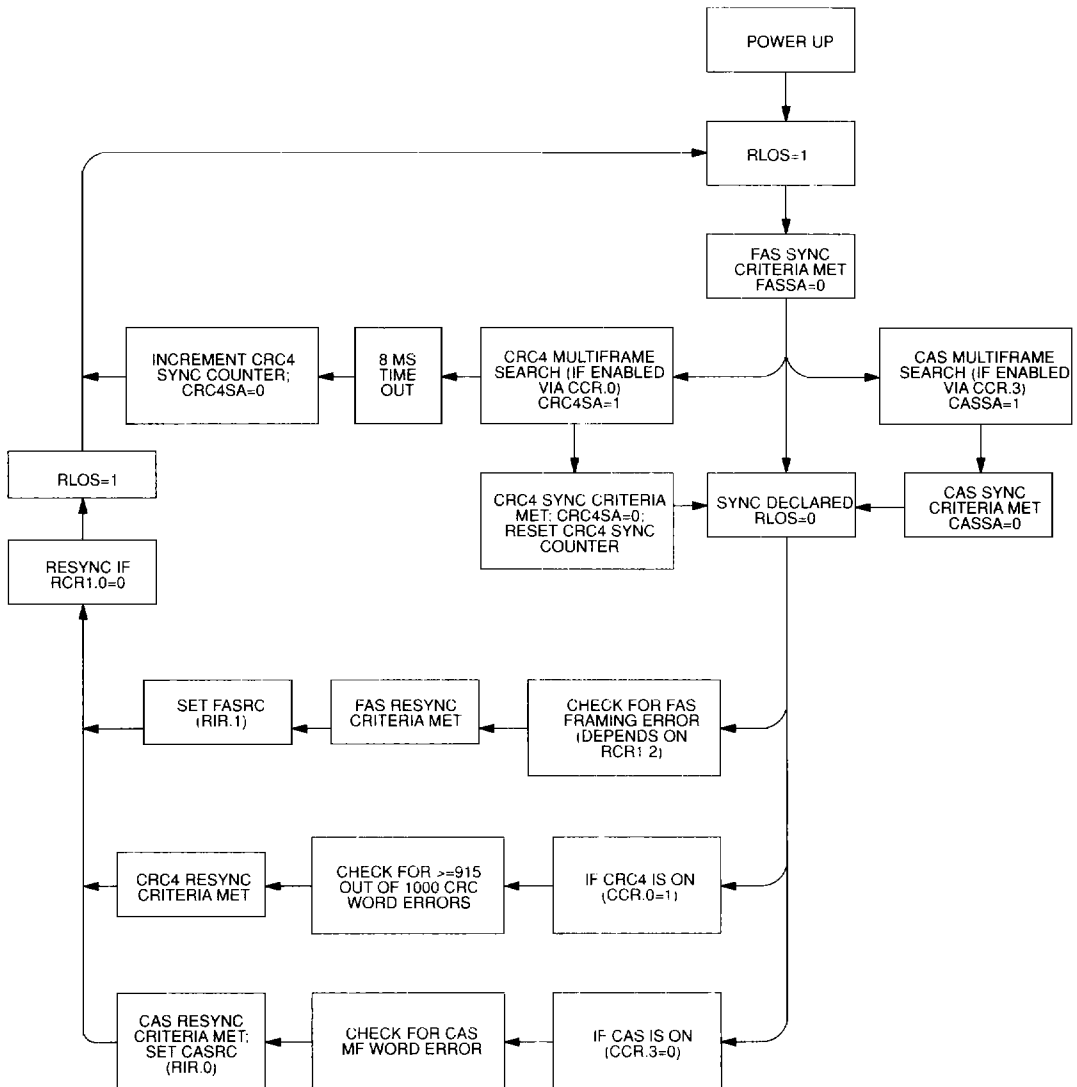 POWER UP
RLOS=1
FAS SYNC
CRITERIA MET
FASSA=0
INCREMENT CRC4
SYNC COUNTER;
CRC4SA=0
8 MS
TIME
OUT
CRC4 MULTIFRAME
SEARCH (IF ENABLED
VIA CCR.0)
CRC4SA=1
CAS MULTIFRAME
SEARCH (IF ENABLED
VIA CCR.3)
CASSA=1
RLOS=1
CRC4 SYNC CRITERIA
MET; CRC4SA=0;
RESET CRC4 SYNC
COUNTER
SYNC DECLARED
RLOS=0
CAS SYNC
CRITERIA MET
CASSA=0
RESYNC IF
RCR1.0=0
SET FASRC
(RIR.1)
FAS RESYNC
CRITERIA MET
CHECK FOR FAS
FRAMING ERROR
(DEPENDS ON
RCR1.2)
CRC4 RESYNC
CRITERIA MET
CHECK FOR >=915
OUT OF 1000 CRC
WORD ERRORS
IF CRC4 IS ON
(CCR.0=1)
CAS RESYNC
CRITERIA MET;
SET CASRC
(RIR.0)
CHECK FOR CAS
MF WORD ERROR
IF CAS IS ON
(CCR.3=0)